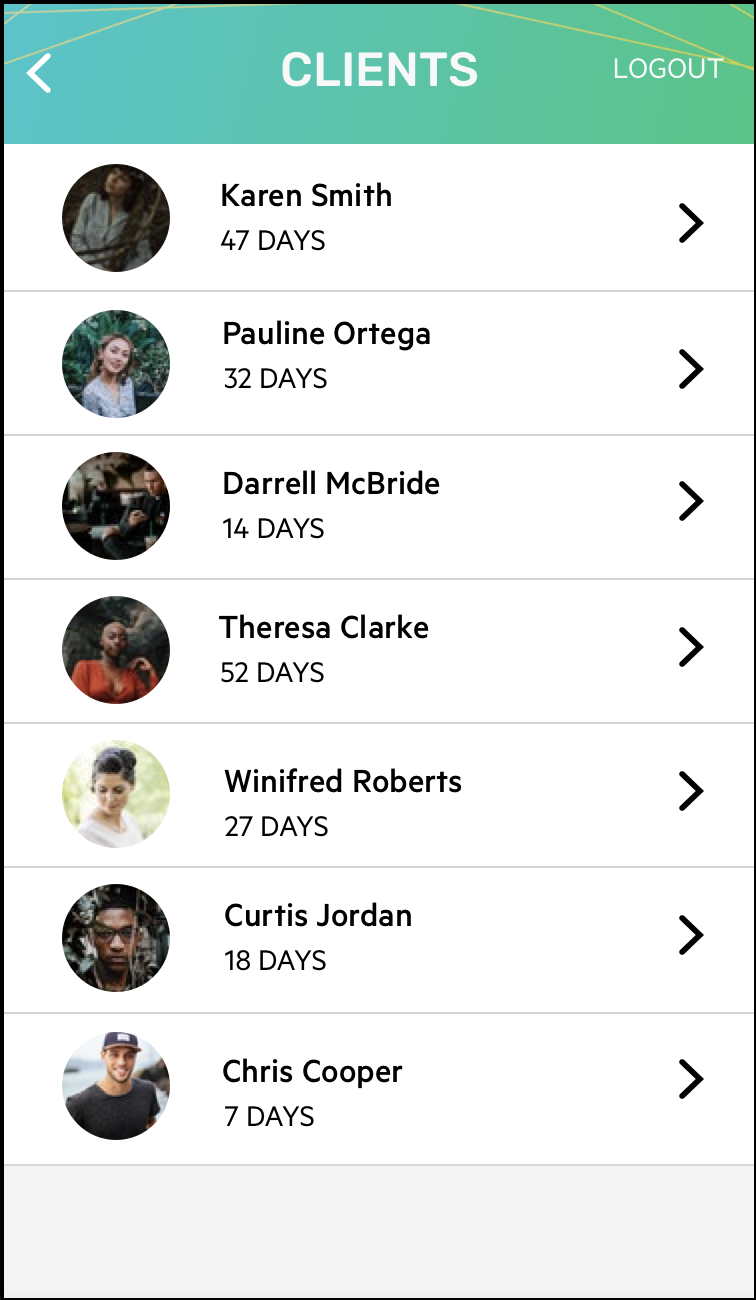 CLIENTS
LOGOUT
Karen Smith
47 DAYS
Pauline Ortega
32 DAYS
Darrell McBride
14 DAYS
Theresa Clarke
52 DAYS
Winifred Roberts
27 DAYS
Curtis Jordan
18 DAYS
Chris Cooper
7 DAYS